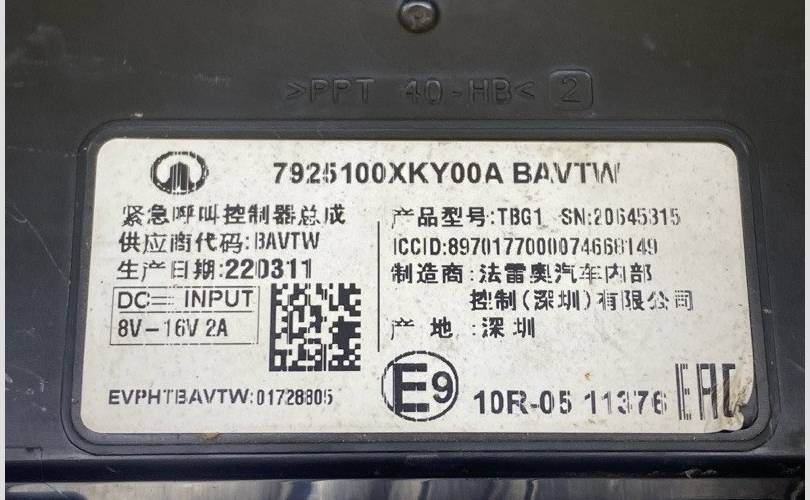 >PPT 40-HB< 2
7925100XKY00A BAVTW
紧急呼叫控制器总成
供应商代码:BAVTW
生产日期:220311
DC INPUT
8V-16V 2A
EVPHTBAVTW:01728805
产品型号:TBG1 SN:20645315
ICCID:89701770000074668149
制造商:法雷奥汽车内部
控制(深圳)有限公司
产 地:深圳
E9
10R-05 11376 EAC